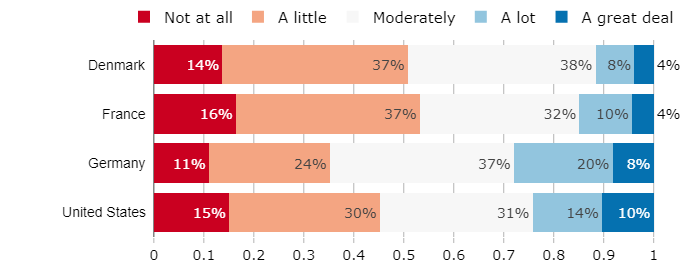 Not at all A little Moderately A lot A great deal
Denmark 14% 37% 38% 8% 4%
France 16% 37% 32% 10% 4%
Germany 11% 24% 37% 20% 8%
United States 15% 30% 31% 14% 10%
0 0.1 0.2 0.3 0.4 0.5 0.6 0.7 0.8 0.9 1